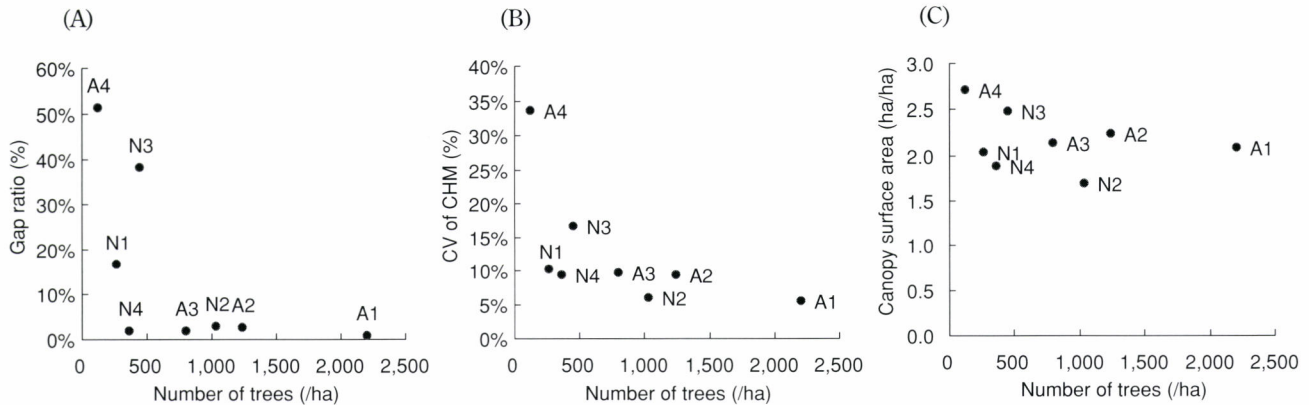 (A)
60%
50%
40%
30%
20%
10%
0%
Gap ratio (%)
A4
N3
N1
N4
A3
N2
A2
A1
0
500
1,000
1,500
2,000
2,500
Number of trees (/ha)
(B)
40%
35%
30%
25%
20%
15%
10%
5%
0%
CV of CHM (%)
A4
N3
N1
N4
A3
A2
N2
A1
0
500
1,000
1,500
2,000
2,500
Number of trees (/ha)
(C)
3.0
2.5
2.0
1.5
1.0
0.5
0.0
Canopy surface area (ha/ha)
A4
N3
A2
A3
A1
N1
N4
N2
0
500
1,000
1,500
2,000
2,500
Number of trees (/ha)